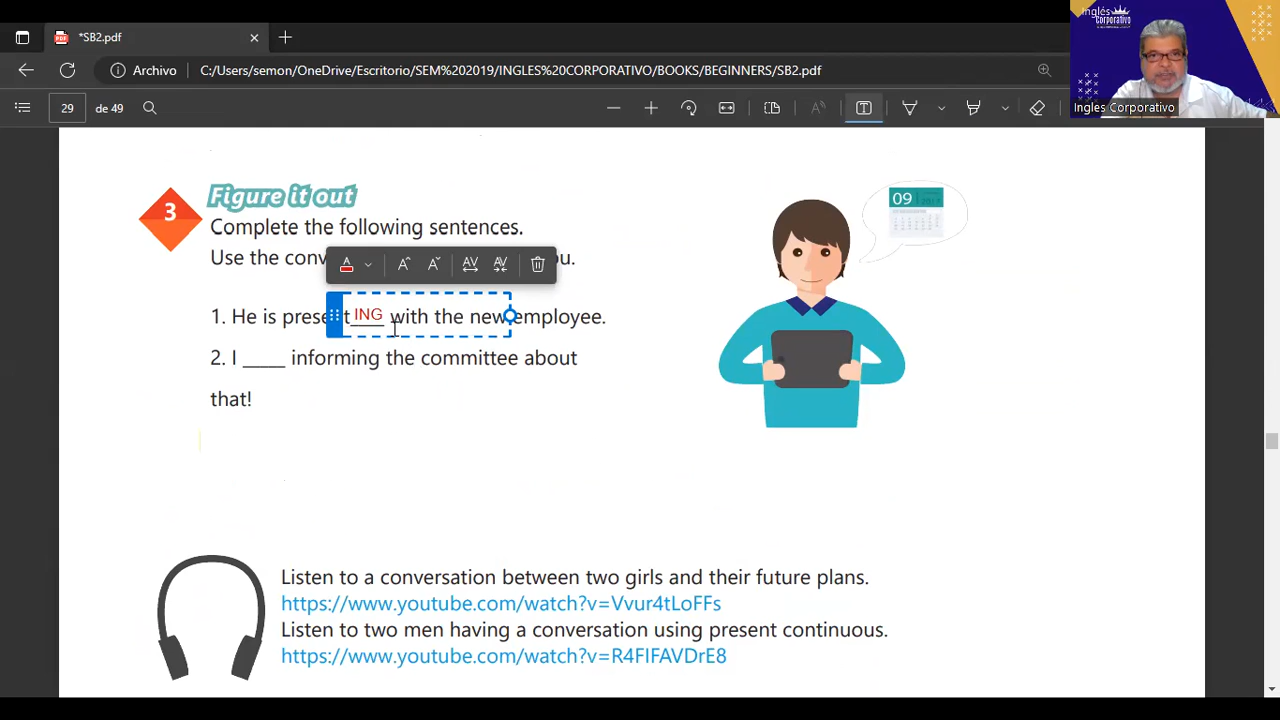 *SB2.pdf
Archivo
C:/Users/semon/OneDrive/Escritorio/SEM%202019/INGLES%20CORPORATIVO/BOOKS/BEGINNERS/SB2.pdf
29 de 49
Inglés
Corporativo
Ingles Corporativo
3
Figure it out
Complete the following sentences.
Use the conv
ou.
1. He is present____ with the new employee.
ING
2. I _____ informing the committee about
that!
09
2017
Listen to a conversation between two girls and their future plans.
https://www.youtube.com/watch?v=Vvur4tLoFFs
Listen to two men having a conversation using present continuous.
https://www.youtube.com/watch?v=R4FIFAVDrE8